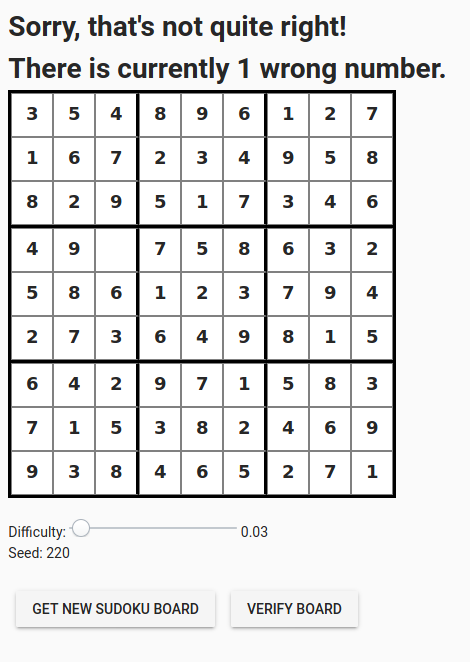 Sorry, that's not quite right!
There is currently 1 wrong number.
3 5 4 8 9 6 1 2 7
1 6 7 2 3 4 9 5 8
8 2 9 5 1 7 3 4 6
4 9 7 5 8 6 3 2
5 8 6 1 2 3 7 9 4
2 7 3 6 4 9 8 1 5
6 4 2 9 7 1 5 8 3
7 1 5 3 8 2 4 6 9
9 3 8 4 6 5 2 7 1
Difficulty: 0.03
Seed: 220
GET NEW SUDOKU BOARD VERIFY BOARD